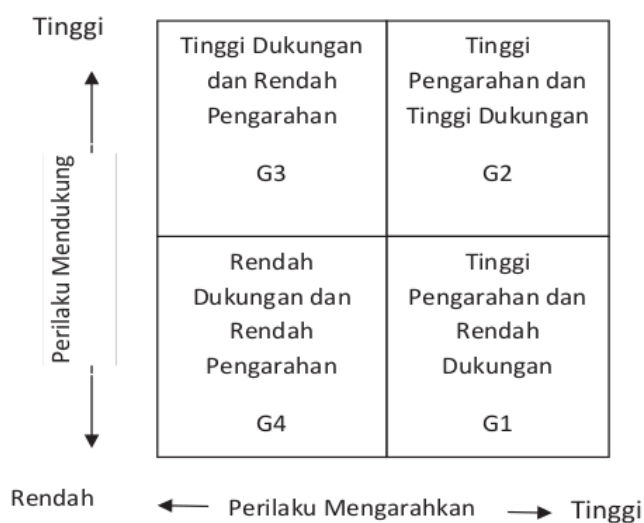 Tinggi
Tinggi Dukungan
dan Rendah
Pengarahan
G3
Tinggi
Pengarahan dan
Tinggi Dukungan
G2
Perilaku Mendukung
Rendah
Dukungan dan
Rendah
Pengarahan
G4
Tinggi
Pengarahan dan
Rendah
Dukungan
G1
Rendah
Perilaku Mengarahkan
Tinggi